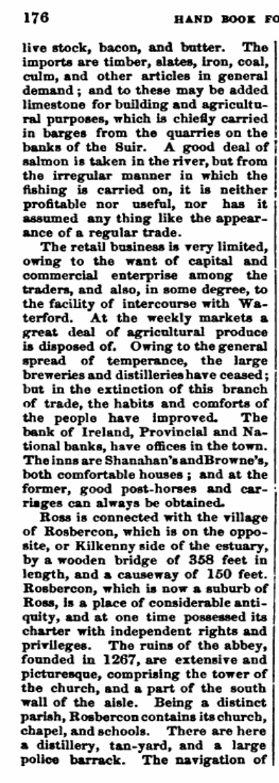 176 HAND BOOK FO
live stock, bacon, and butter. The
imports are timber, slates, iron, coal,
culm, and other articles in general
demand; and to these may be added
limestone for building and agricultu-
ral purposes, which is chiefly carried
in barges from the quarries on the
banks of the Suir. A good deal of
salmon is taken in the river, but from
the irregular manner in which the
fishing is carried on, it is neither
profitable nor useful, nor has it
assumed any thing like the appear-
ance of a regular trade.
The retail business is very limited,
owing to the want of capital and
commercial enterprise among the
traders, and also, in some degree, to
the facility of intercourse with Wa-
terford. At the weekly markets a
great deal of agricultural produce
is disposed of. Owing to the general
spread of temperance, the large
breweries and distilleries have ceased;
but in the extinction of this branch
of trade, the habits and comforts of
the people have improved. The
bank of Ireland, Provincial and Na-
tional banks, have offices in the town.
The inns are Shanahan's and Browne's,
both comfortable houses; and at the
former, good post-horses and car-
riages can always be obtained.
Ross is connected with the village
of Rosbercon, which is on the oppo-
site, or Kilkenny side of the estuary,
by a wooden bridge of 358 feet in
length, and a causeway of 150 feet.
Rosbercon, which is now a suburb of
Ross, is a place of considerable anti-
quity, and at one time possessed its
charter with independent rights and
privileges. The ruins of the abbey,
founded in 1267, are extensive and
picturesque, comprising the tower of
the church, and a part of the south
wall of the aisle. Being a distinct
parish, Rosbercon contains its church,
chapel, and schools. There are here
a distillery, tan-yard, and a large
police barrack. The navigation of